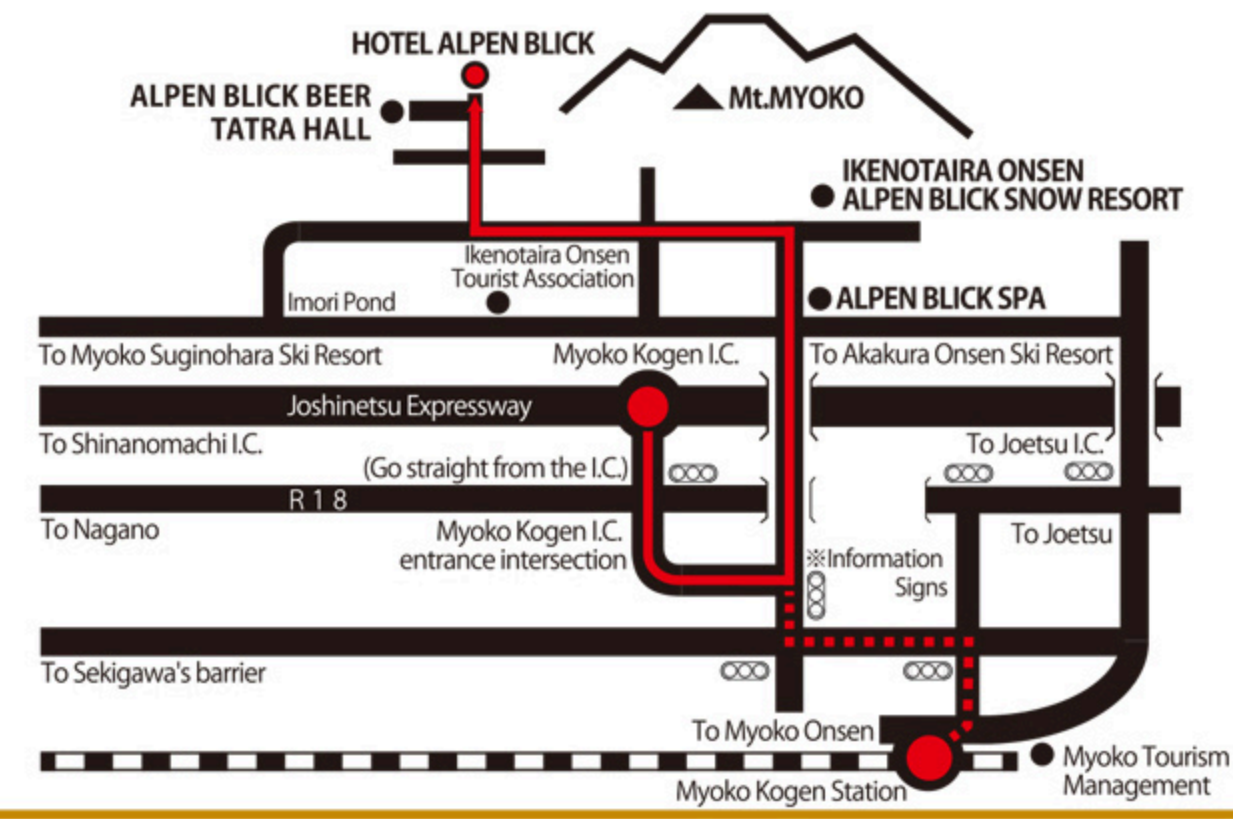 HOTEL ALPEN BLICK
ALPEN BLICK BEER
TATRA HALL
Mt.MYOKO
IKENOTAIRA ONSEN
ALPEN BLICK SNOW RESORT
Ikenotaira Onsen
Tourist Association
Imori Pond
ALPEN BLICK SPA
To Myoko Suginohara Ski Resort
Myoko Kogen I.C.
To Akakura Onsen Ski Resort
Joshinetsu Expressway
To Shinanomachi I.C.
To Joetsu I.C.
(Go straight from the I.C.)
R 1 8
To Nagano
Myoko Kogen I.C.
entrance intersection
To Joetsu
※Information
Signs
To Sekigawa's barrier
To Myoko Onsen
Myoko Kogen Station
Myoko Tourism
Management